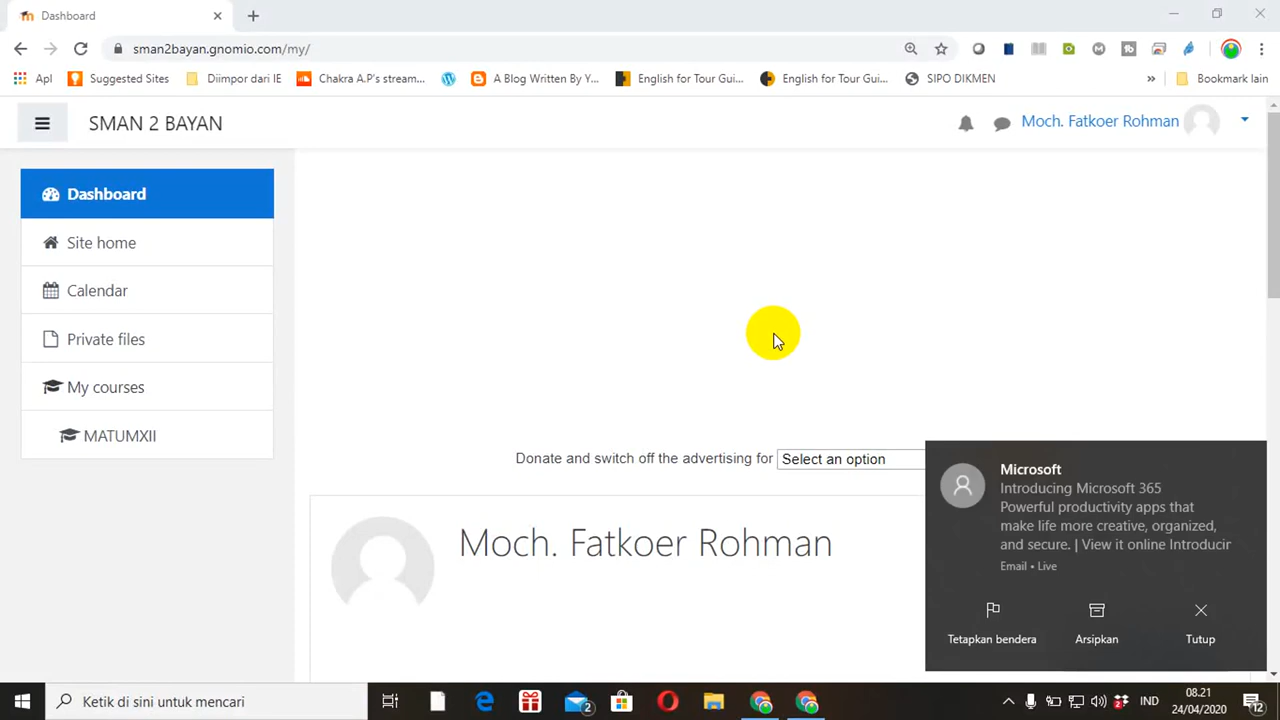 Dashboard
sman2bayan.gnomio.com/my/
Apl
Suggested Sites
Diimpor dari IE
Chakra A.P's stream...
A Blog Written By Y...
English for Tour Gui...
English for Tour Gui...
SIPO DIKMEN
»
Bookmark lain
SMAN 2 BAYAN
Moch. Fatkoer Rohman
Dashboard
Site home
Calendar
Private files
My courses
MATUMXII
Donate and switch off the advertising for
Select an option
Moch. Fatkoer Rohman
Microsoft
Introducing Microsoft 365
Powerful productivity apps that
make life more creative, organized,
and secure. | View it online Introducir
Email • Live
Tetapkan bendera
Arsipkan
Tutup
Ketik di sini untuk mencari
2
IND
08.21
24/04/2020
12